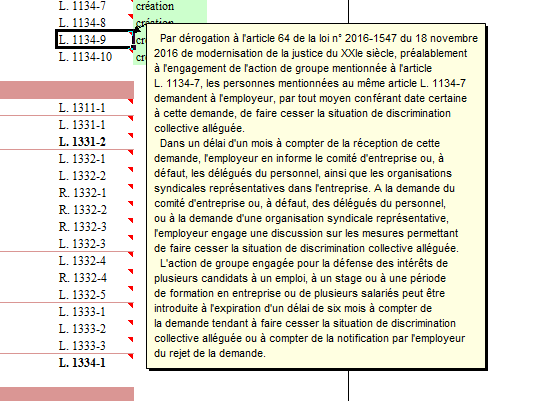 L. 1134-7 création
L. 1134-8 création
L. 1134-9
L. 1134-10
L. 1311-1
L. 1331-1
L. 1331-2
L. 1332-1
L. 1332-2
R. 1332-1
R. 1332-2
R. 1332-3
L. 1332-3
L. 1332-4
R. 1332-4
L. 1332-5
L. 1333-1
L. 1333-2
L. 1333-3
L. 1334-1
Par dérogation à l'article 64 de la loi n° 2016-1547 du 18 novembre
2016 de modernisation de la justice du XXIe siècle, préalablement
à l'engagement de l'action de groupe mentionnée à l'article
L. 1134-7, les personnes mentionnées au même article L. 1134-7
demandent à l'employeur, par tout moyen conférant date certaine
à cette demande, de faire cesser la situation de discrimination
collective alléguée.
Dans un délai d'un mois à compter de la réception de cette
demande, l'employeur en informe le comité d'entreprise ou, à
défaut, les délégués du personnel, ainsi que les organisations
syndicales représentatives dans l'entreprise. A la demande du
comité d'entreprise ou, à défaut, des délégués du personnel,
ou à la demande d'une organisation syndicale représentative,
l'employeur engage une discussion sur les mesures permettant
de faire cesser la situation de discrimination collective alléguée.
L'action de groupe engagée pour la défense des intérêts de
plusieurs candidats à un emploi, à un stage ou à une période
de formation en entreprise ou de plusieurs salariés peut être
introduite à l'expiration d'un délai de six mois à compter de
la demande tendant à faire cesser la situation de discrimination
collective alléguée ou à compter de la notification par l'employeur
du rejet de la demande.